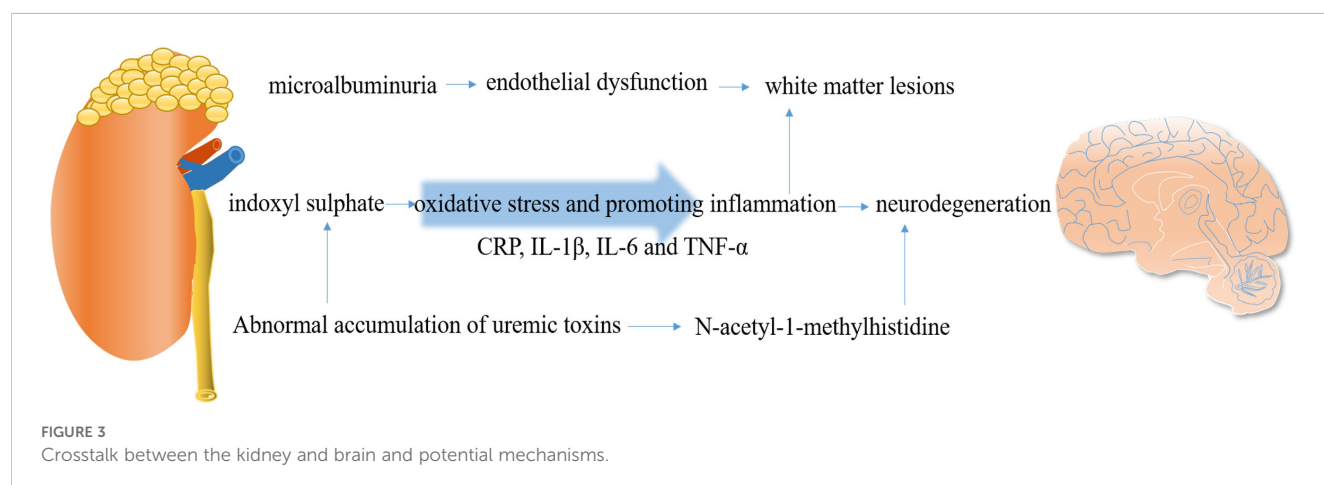 microalbuminuria endothelial dysfunction white matter lesions
indoxyl sulphate oxidative stress and promoting inflammation neurodegeneration
CRP, IL-1β, IL-6 and TNF-α
Abnormal accumulation of uremic toxins N-acetyl-1-methylhistidine
FIGURE 3
Crosstalk between the kidney and brain and potential mechanisms.